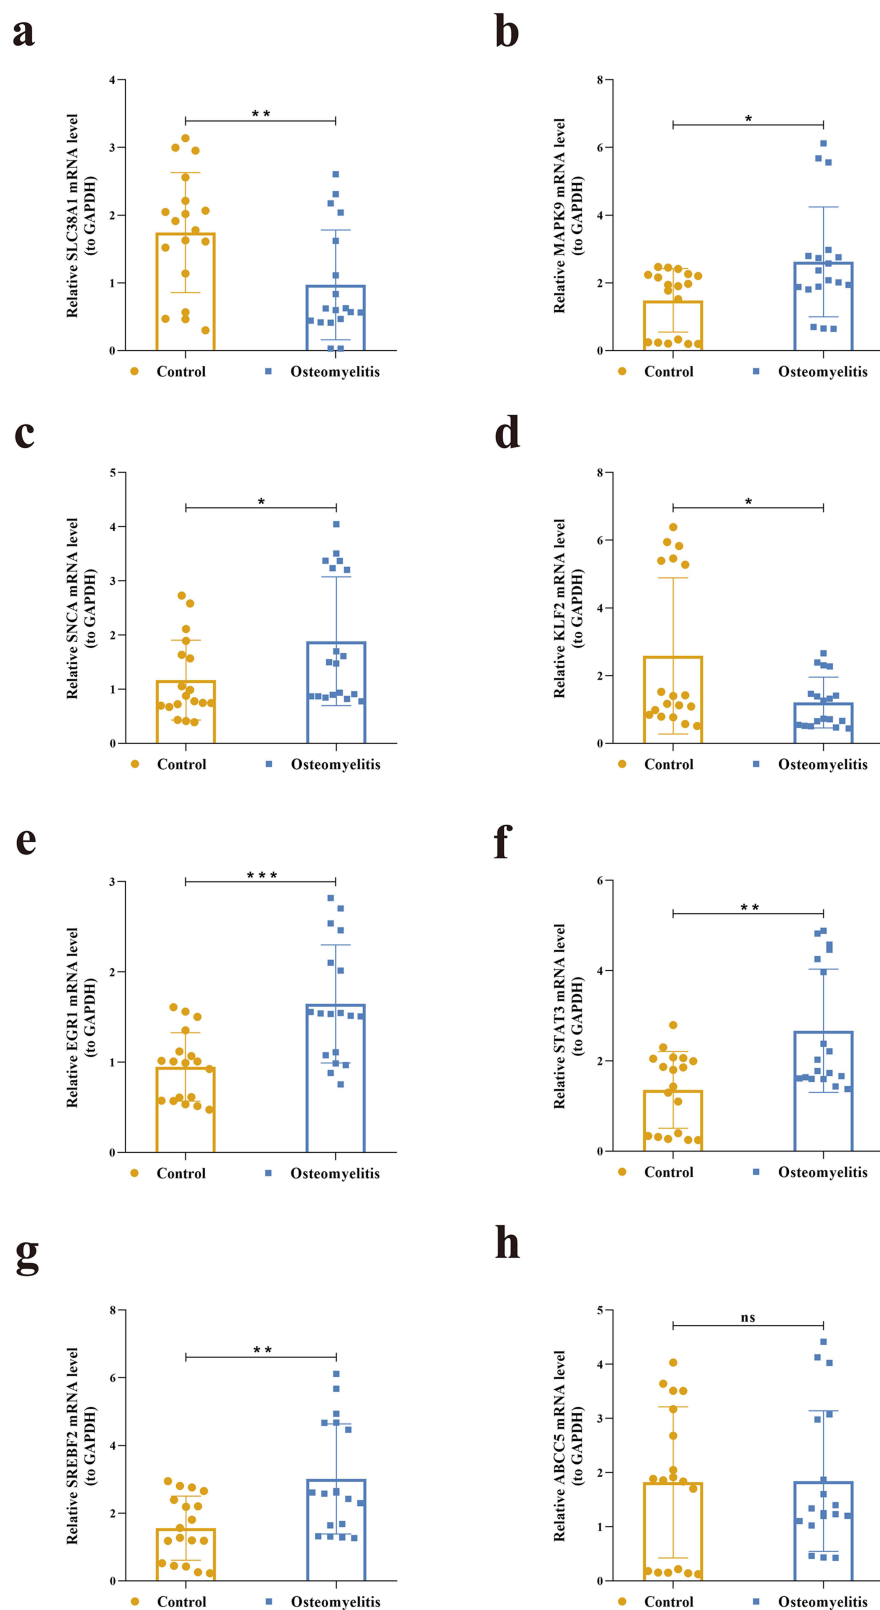 a
Relative SLC38A1 mRNA level
(to GAPDH)
4
3
2
1
0
**
Control
Osteomyelitis
b
Relative MAPK9 mRNA level
(to GAPDH)
8
6
4
2
0
*
Control
Osteomyelitis
c
Relative SNCA mRNA level
(to GAPDH)
5
4
3
2
1
0
*
Control
Osteomyelitis
d
Relative KLF2 mRNA level
(to GAPDH)
8
6
4
2
0
*
Control
Osteomyelitis
e
Relative EGR1 mRNA level
(to GAPDH)
3
2
1
0
***
Control
Osteomyelitis
f
Relative STAT3 mRNA level
(to GAPDH)
6
4
2
0
**
Control
Osteomyelitis
g
Relative SREBF2 mRNA level
(to GAPDH)
8
6
4
2
0
**
Control
Osteomyelitis
h
Relative ABCC5 mRNA level
(to GAPDH)
5
4
3
2
1
0
ns
Control
Osteomyelitis